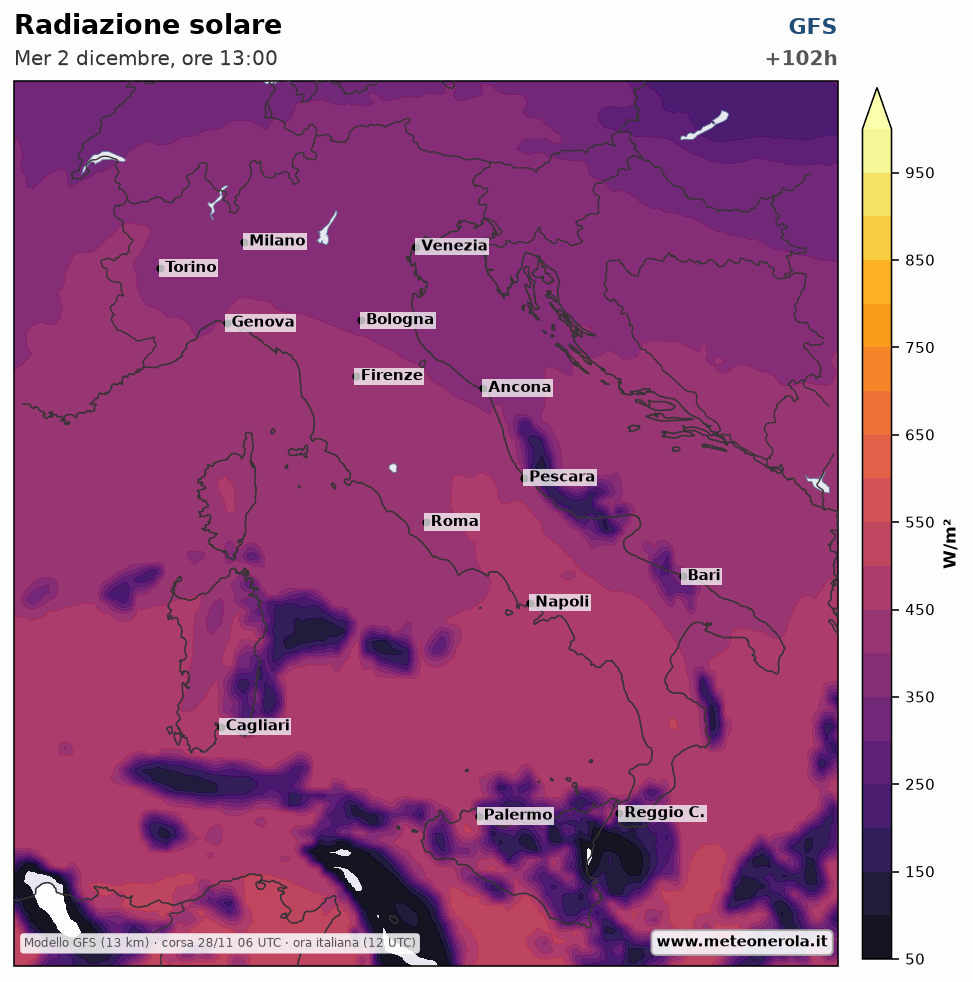 Radiazione solare
GFS
Mer 2 dicembre, ore 13:00
+102h
Milano
Venezia
Torino
Genova
Bologna
Firenze
Ancona
Pescara
Roma
Bari
Napoli
Cagliari
Palermo
Reggio C.
950
850
750
650
550
450
350
250
150
50
W/m²
Modello GFS (13 km) · corsa 28/11 06 UTC · ora italiana (12 UTC)
www.meteonerola.it